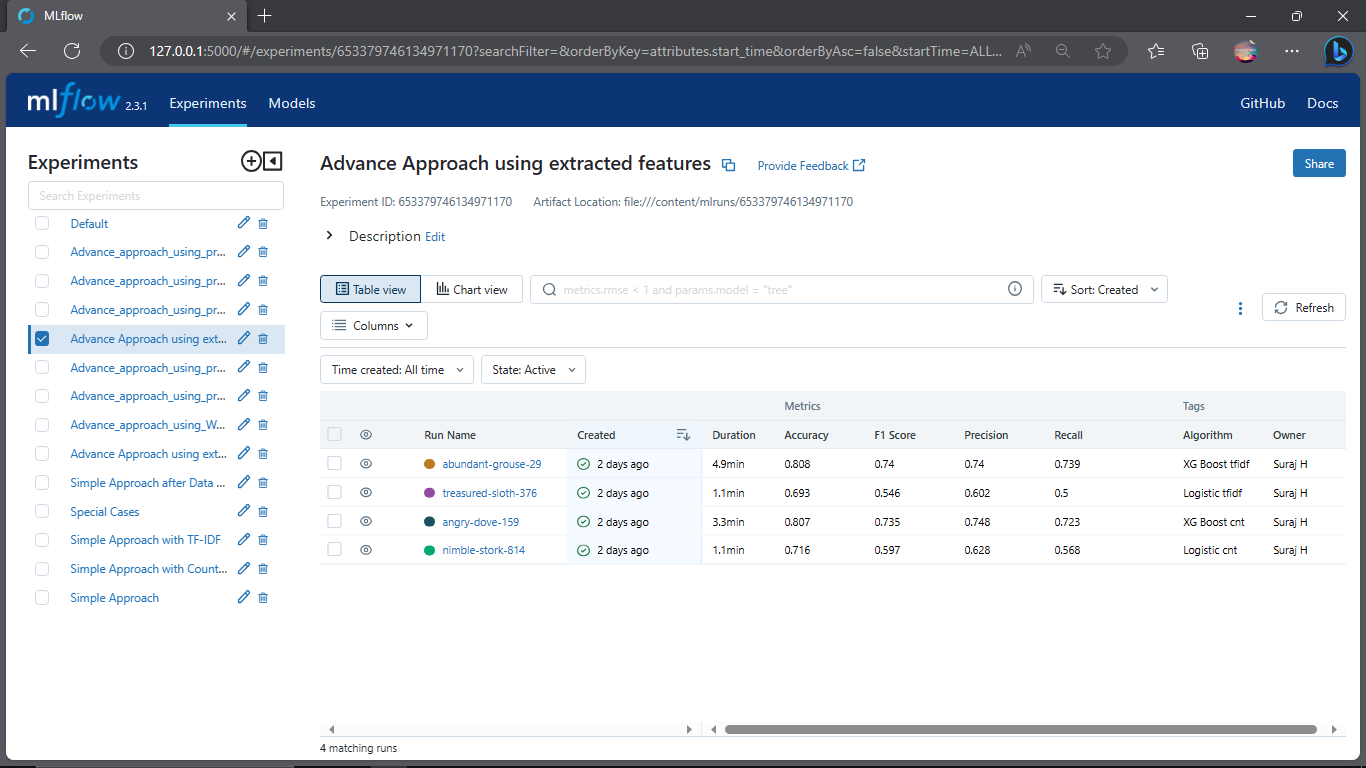 MLflow
127.0.0.1:5000/#/experiments/653379746134971170?searchFilter=&orderByKey=attributes.start_time&orderByAsc=false&startTime=ALL...
mlflow 2.3.1 Experiments Models GitHub Docs
Experiments
Search Experiments
Default
Advance_approach_using_pr...
Advance_approach_using_pr...
Advance_approach_using_pr...
Advance Approach using ext...
Advance_approach_using_pr...
Advance_approach_using_pr...
Advance_approach_using_W...
Advance Approach using ext...
Simple Approach after Data ...
Special Cases
Simple Approach with TF-IDF
Simple Approach with Count...
Simple Approach
Advance Approach using extracted features Provide Feedback Share
Experiment ID: 653379746134971170 Artifact Location: file:///content/mlruns/653379746134971170
Description Edit
Table view Chart view metrics.rmse < 1 and params.model = "tree" Sort: Created Refresh
Columns
Time created: All time State: Active
Metrics Tags
Run Name Created Duration Accuracy F1 Score Precision Recall Algorithm Owner
abundant-grouse-29 2 days ago 4.9min 0.808 0.74 0.74 0.739 XG Boost tfidf Suraj H
treasured-sloth-376 2 days ago 1.1min 0.693 0.546 0.602 0.5 Logistic tfidf Suraj H
angry-dove-159 2 days ago 3.3min 0.807 0.735 0.748 0.723 XG Boost cnt Suraj H
nimble-stork-814 2 days ago 1.1min 0.716 0.597 0.628 0.568 Logistic cnt Suraj H
4 matching runs